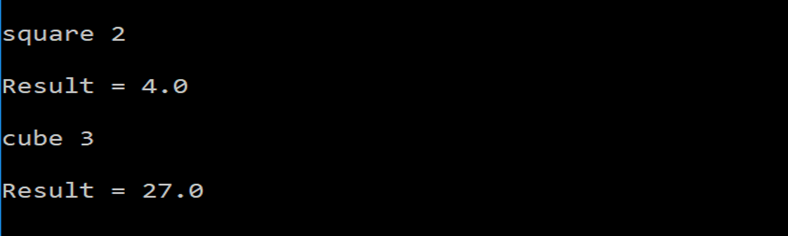 square 2
Result = 4.0
cube 3
Result = 27.0